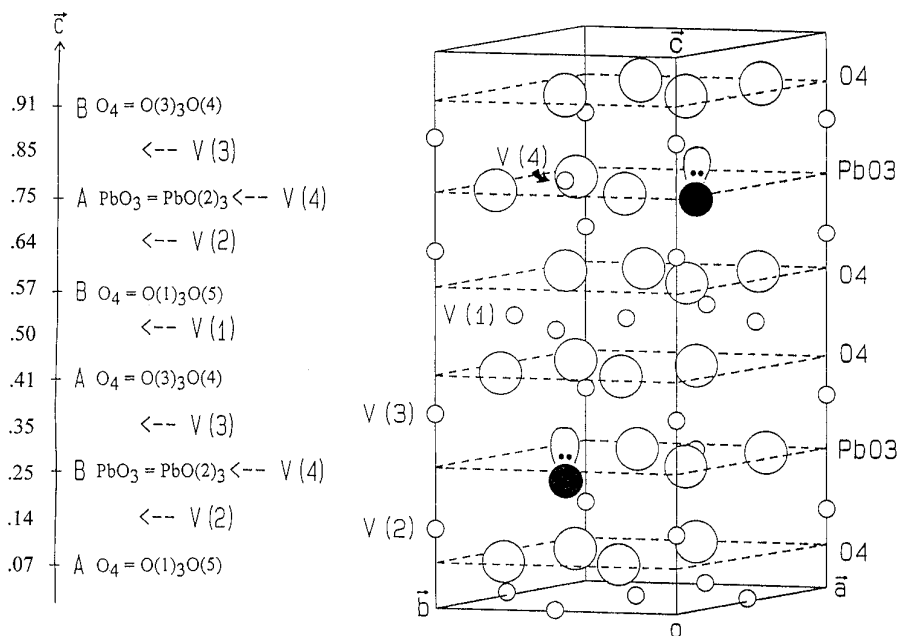 c⃗
.91 B O₄ = O(3)₃O(4)
.85 <-- V(3)
.75 A PbO₃ = PbO(2)₃ <-- V(4)
.64 <-- V(2)
.57 B O₄ = O(1)₃O(5)
.50 <-- V(1)
.41 A O₄ = O(3)₃O(4)
.35 <-- V(3)
.25 B PbO₃ = PbO(2)₃ <-- V(4)
.14 <-- V(2)
.07 A O₄ = O(1)₃O(5)
c⃗
O4
V(4)
PbO3
O4
V(1)
O4
V(3)
PbO3
V(2)
O4
b⃗
a⃗
o